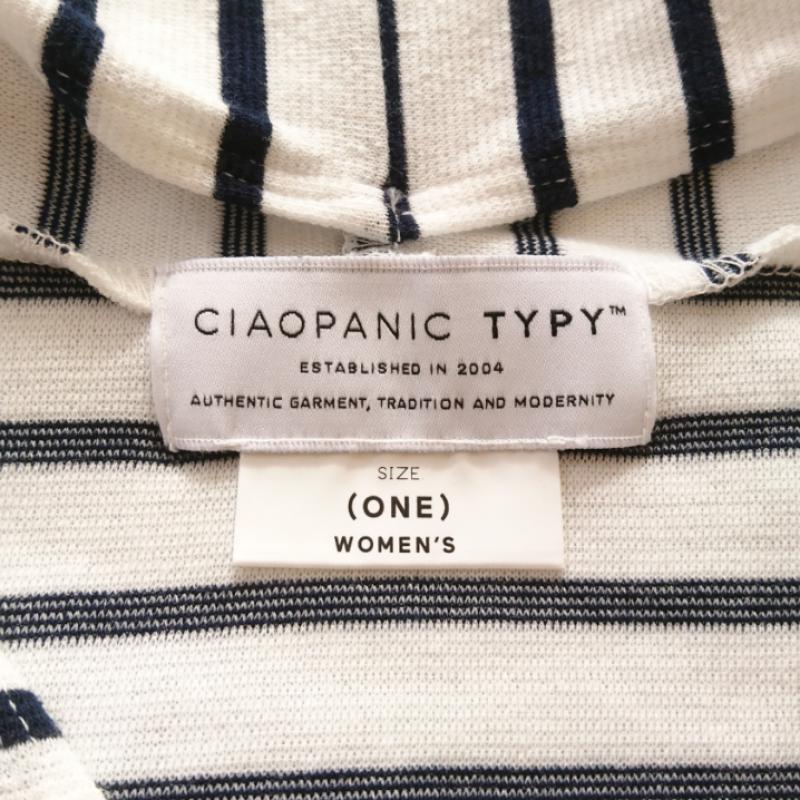 CIAOPANIC TYPY™
ESTABLISHED IN 2004
AUTHENTIC GARMENT, TRADITION AND MODERNITY
SIZE
(ONE)
WOMEN'S